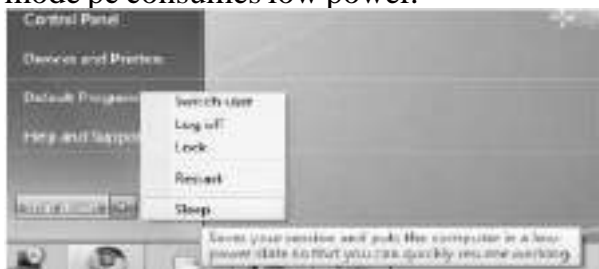 mode pc consumes low power.
Control Panel
Devices and Printers
Default Programs
Help and Support
Switch user
Log off
Lock
Restart
Sleep
Saves your session and puts the computer in a low
power state so that you can quickly resume working.